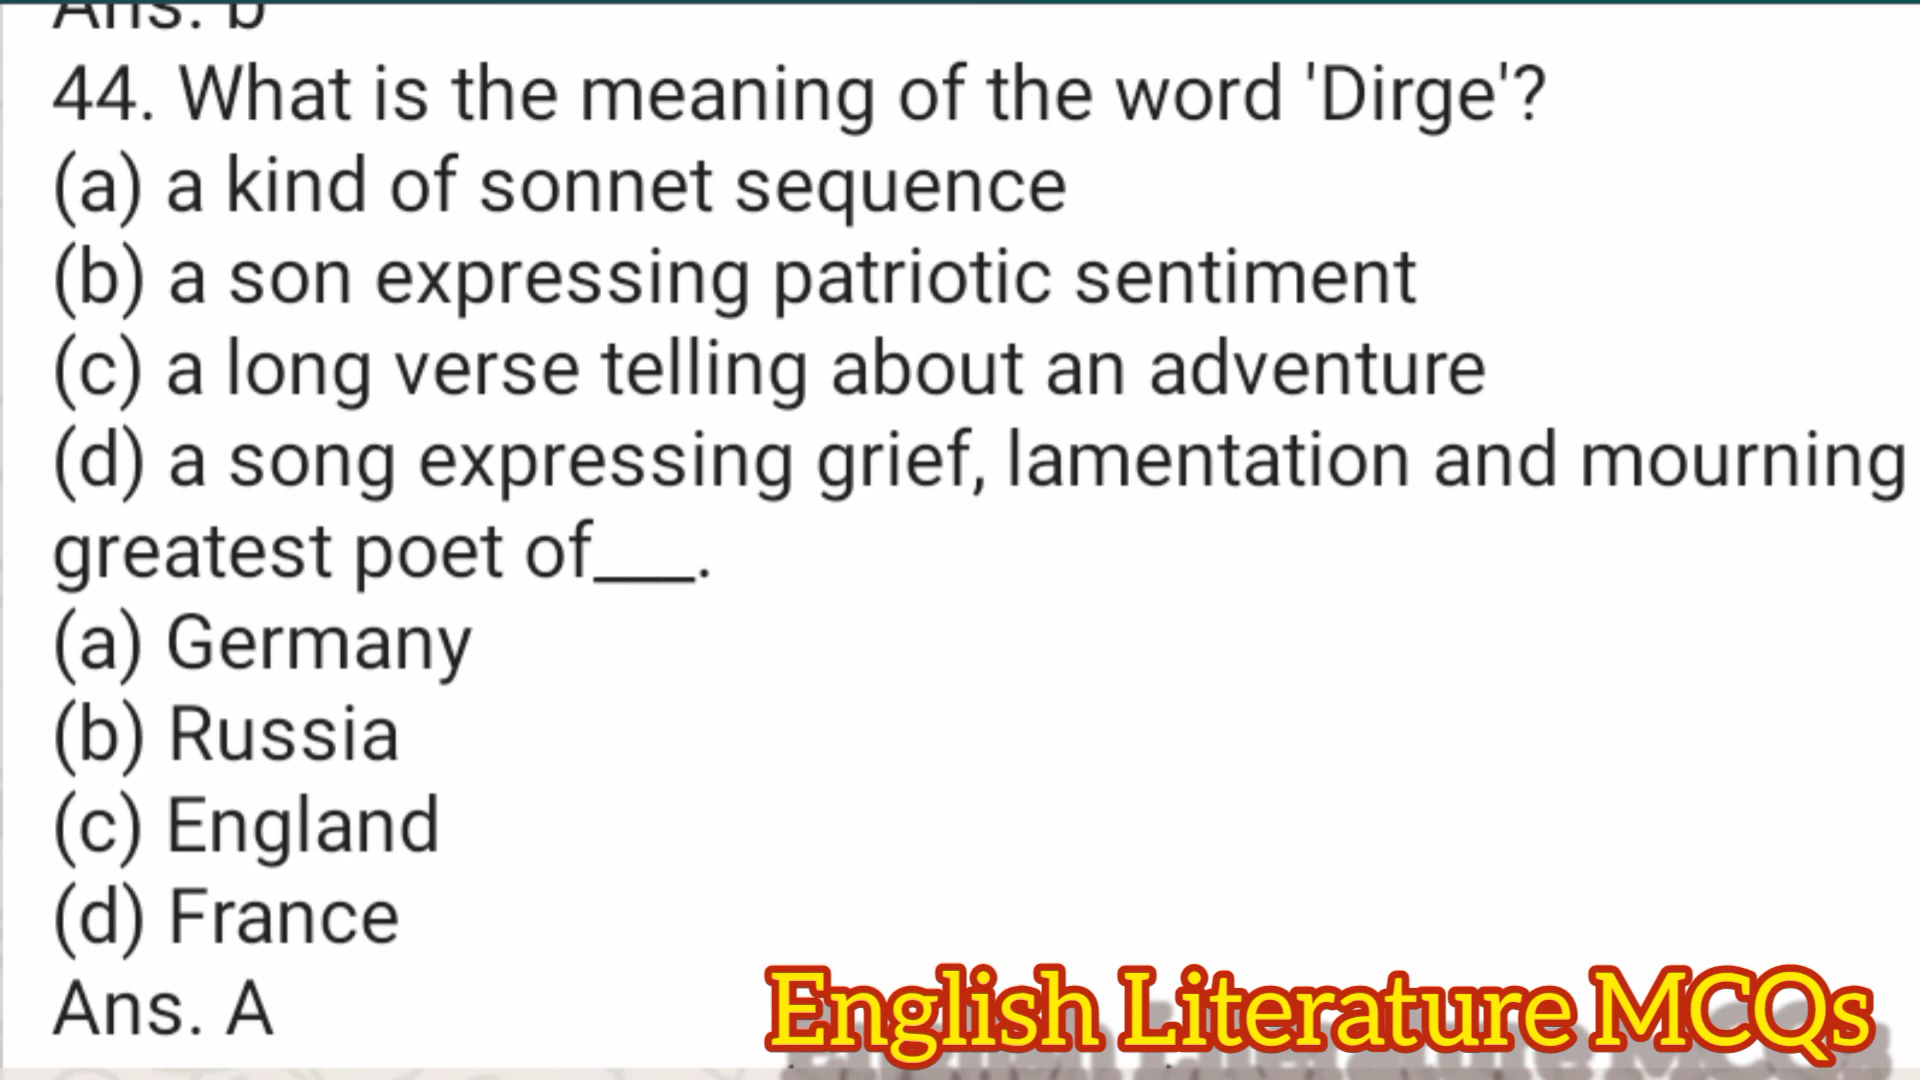 Ans. b
44. What is the meaning of the word 'Dirge'?
(a) a kind of sonnet sequence
(b) a son expressing patriotic sentiment
(c) a long verse telling about an adventure
(d) a song expressing grief, lamentation and mourning
greatest poet of___.
(a) Germany
(b) Russia
(c) England
(d) France
Ans. A
English Literature MCQs